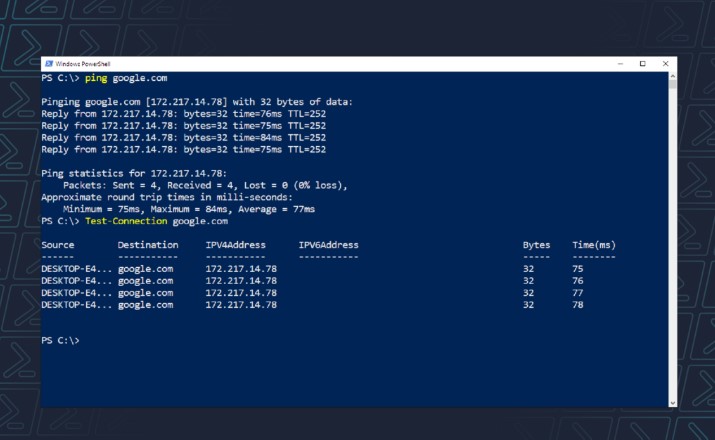 Windows PowerShell
PS C:\> ping google.com
Pinging google.com [172.217.14.78] with 32 bytes of data:
Reply from 172.217.14.78: bytes=32 time=76ms TTL=252
Reply from 172.217.14.78: bytes=32 time=75ms TTL=252
Reply from 172.217.14.78: bytes=32 time=84ms TTL=252
Reply from 172.217.14.78: bytes=32 time=75ms TTL=252
Ping statistics for 172.217.14.78:
    Packets: Sent = 4, Received = 4, Lost = 0 (0% loss),
Approximate round trip times in milli-seconds:
    Minimum = 75ms, Maximum = 84ms, Average = 77ms
PS C:\> Test-Connection google.com
Source        Destination     IPV4Address      IPV6Address                              Bytes    Time(ms)
------        -----------     -----------      -----------                              -----    --------
DESKTOP-E4... google.com      172.217.14.78                                             32       75
DESKTOP-E4... google.com      172.217.14.78                                             32       76
DESKTOP-E4... google.com      172.217.14.78                                             32       77
DESKTOP-E4... google.com      172.217.14.78                                             32       78
PS C:\>